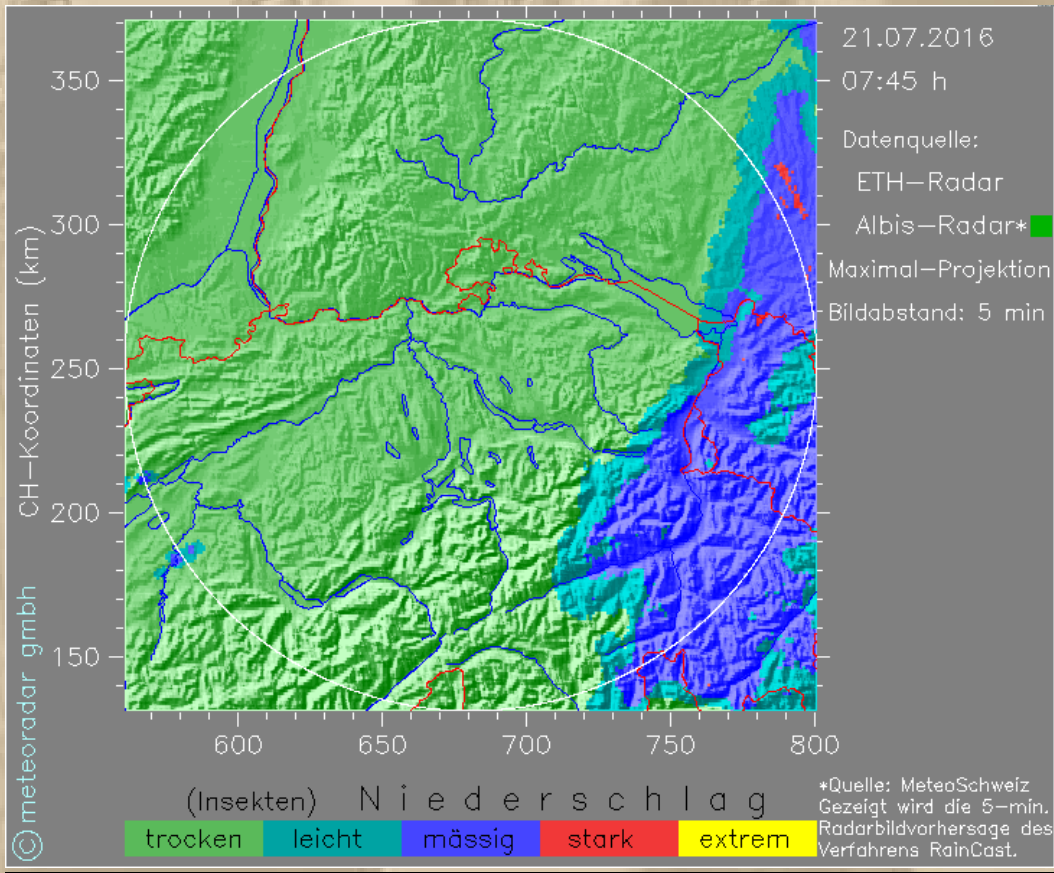 21.07.2016
07:45 h
Datenquelle:
ETH-Radar
Albis-Radar*
Maximal-Projektion
Bildabstand: 5 min
CH-Koordinaten (km)
350
300
250
200
150
600
650
700
750
800
© meteoradar gmbh
(Insekten) Niederschlag
trocken leicht mässig stark extrem
*Quelle: MeteoSchweiz
Gezeigt wird die 5-min.
Radarbildvorhersage des
Verfahrens RainCast.